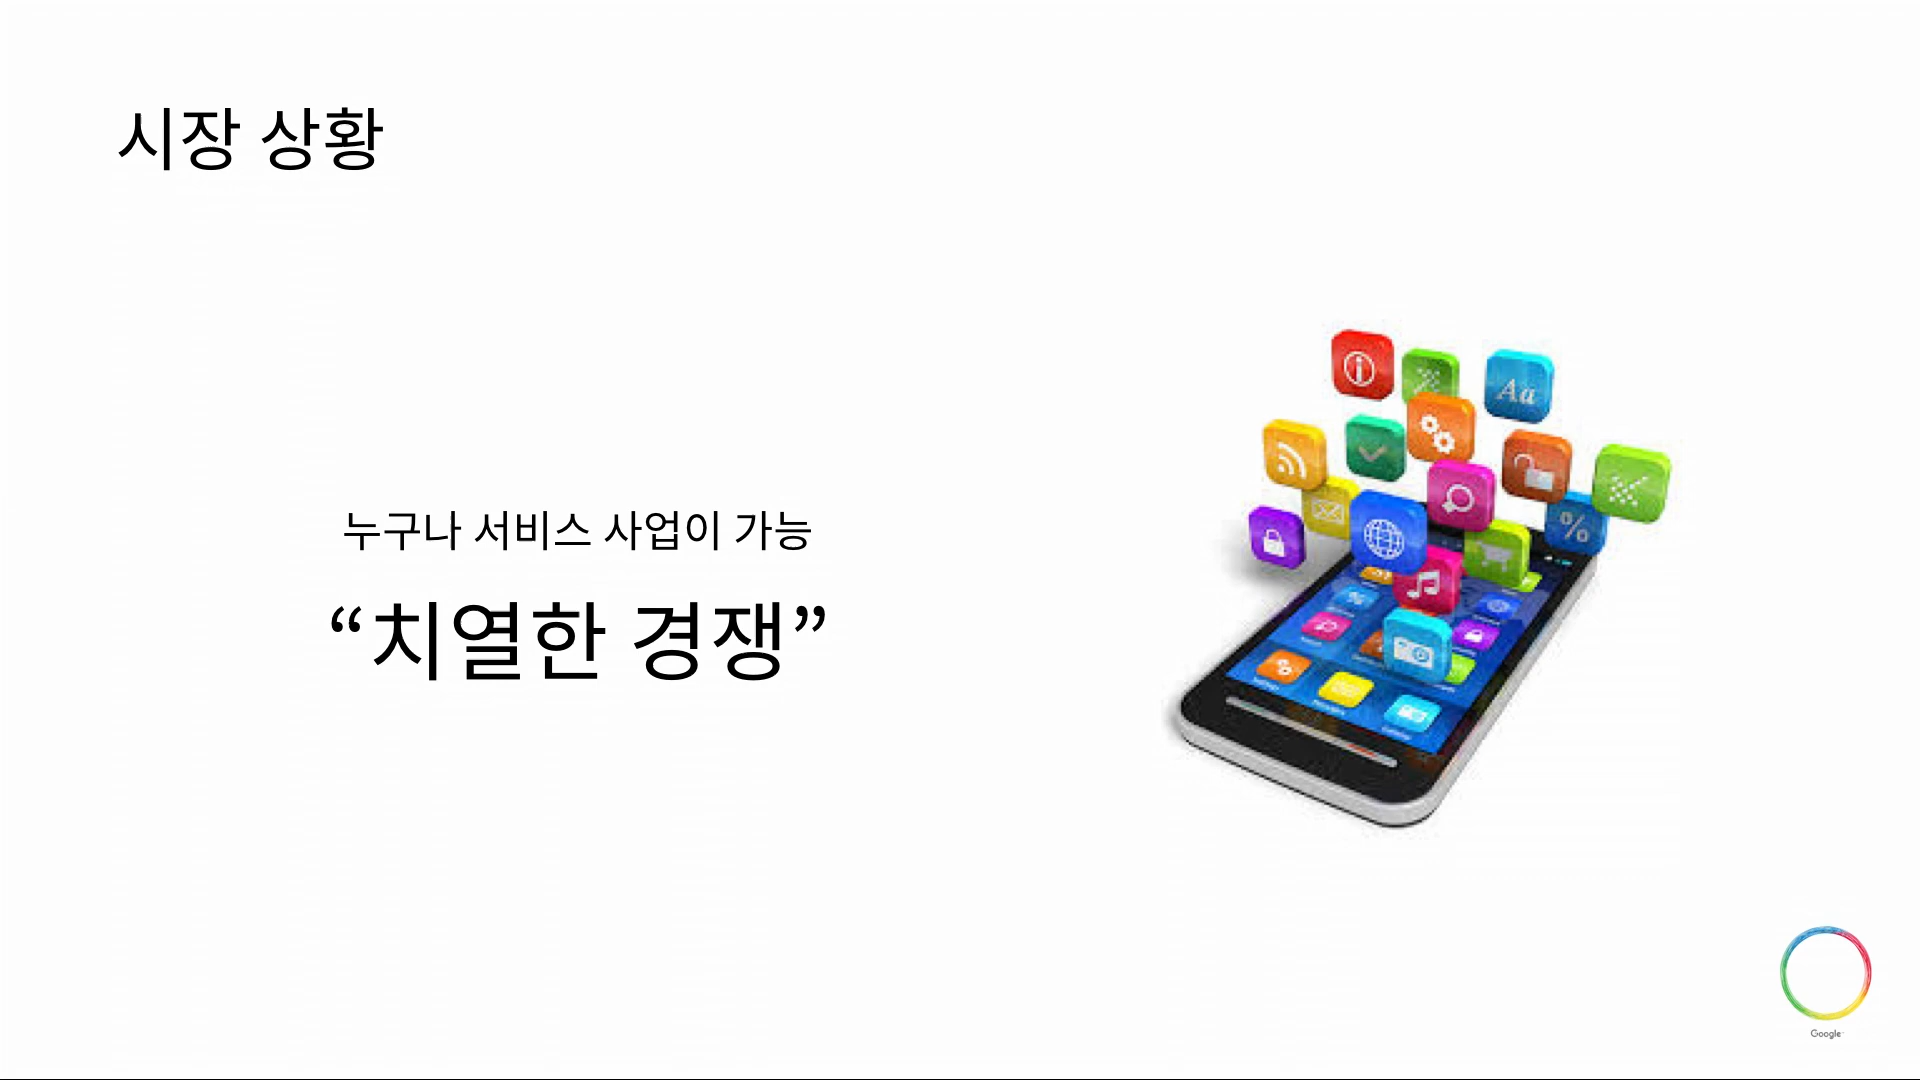 시장 상황
누구나 서비스 사업이 가능
“치열한 경쟁”
Aa
%
Google